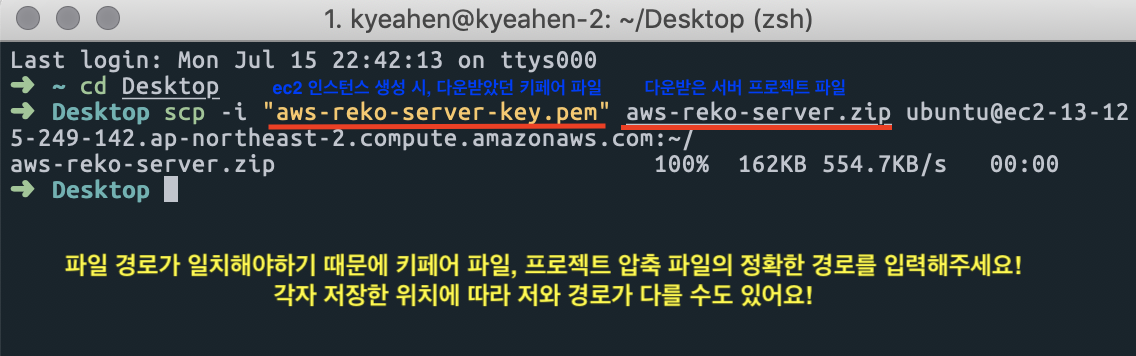 1. kyeahen@kyeahen-2: ~/Desktop (zsh)
Last login: Mon Jul 15 22:42:13 on ttys000
➜ ~ cd Desktop
ec2 인스턴스 생성 시, 다운받았던 키페어 파일 다운받은 서버 프로젝트 파일
➜ Desktop scp -i "aws-reko-server-key.pem" aws-reko-server.zip ubuntu@ec2-13-12
5-249-142.ap-northeast-2.compute.amazonaws.com:~/
aws-reko-server.zip 100% 162KB 554.7KB/s 00:00
➜ Desktop
파일 경로가 일치해야하기 때문에 키페어 파일, 프로젝트 압축 파일의 정확한 경로를 입력해주세요!
각자 저장한 위치에 따라 저와 경로가 다를 수도 있어요!